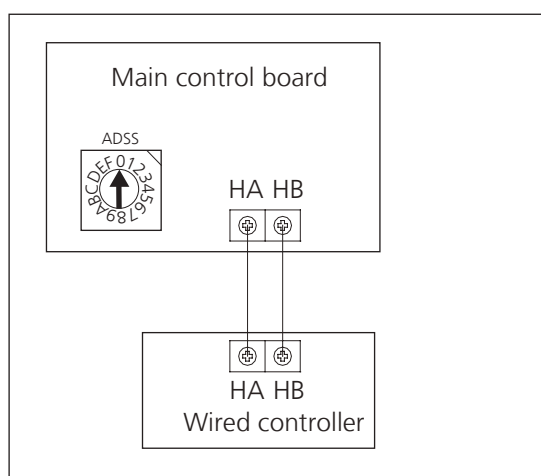 Main control board
ADSS
0123456789ABCDEF
HA HB
HA HB
Wired controller